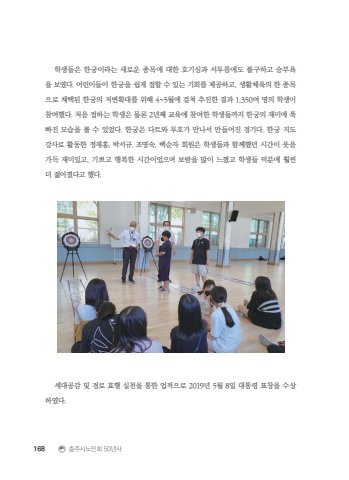 학생들은 한궁이라는 새로운 종목에 대한 호기심과 서투름에도 불구하고 승부욕
을 보였다. 어린이들이 한궁을 쉽게 접할 수 있는 기회를 제공하고, 생활체육의 한 종목
으로 채택된 한궁의 저변확대를 위해 4~5월에 걸쳐 추진한 결과 1,350여 명의 학생이
참여했다. 처음 접하는 학생은 물론 2년째 교육에 참여한 학생들까지 한궁의 재미에 푹
빠진 모습을 볼 수 있었다. 한궁은 다트와 투호가 만나서 만들어진 경기다. 한궁 지도
강사로 활동한 정재홍, 박서규, 조영숙, 백순자 회원은 학생들과 함께했던 시간이 웃음
가득 재미있고, 기쁘고 행복한 시간이었으며 보람을 많이 느꼈고 학생들 덕분에 훨씬
더 젊어졌다고 했다.
세대공감 및 경로 효행 실천을 통한 업적으로 2019년 5월 8일 대통령 표창을 수상
하였다.
168 충주시노인회 50년사